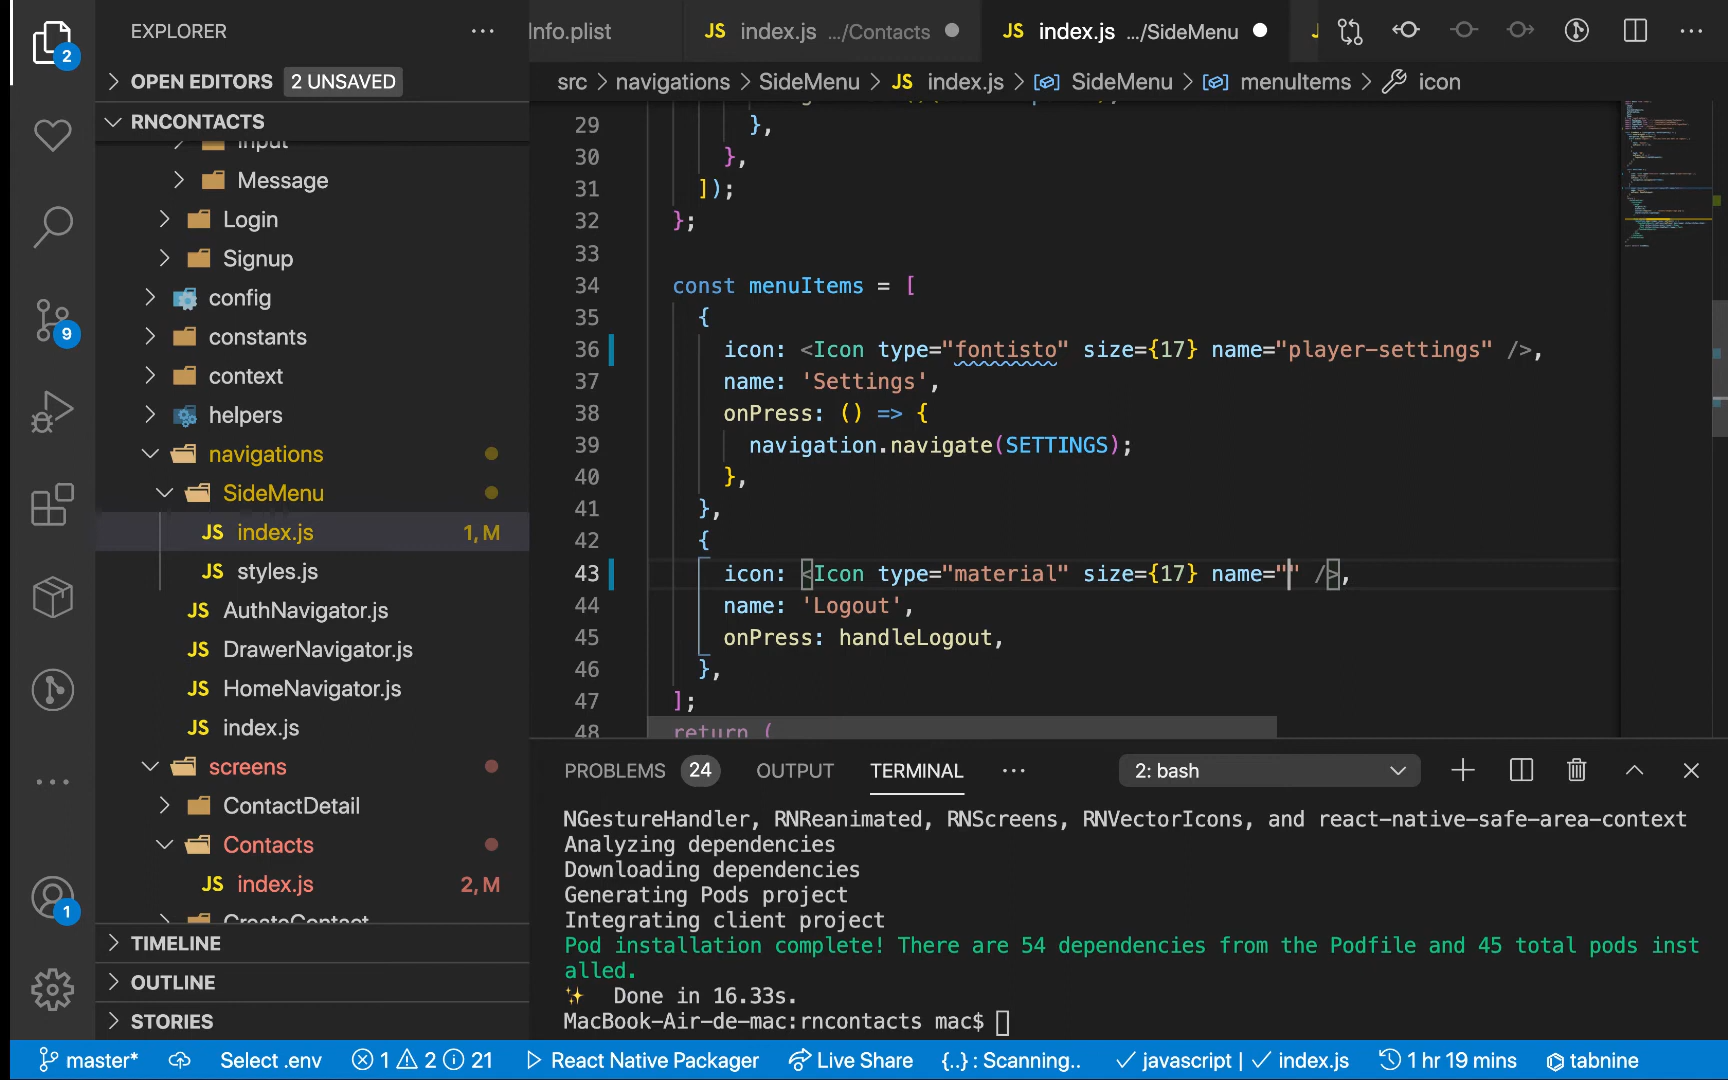 EXPLORER
2
OPEN EDITORS 2 UNSAVED
RNCONTACTS
Message
Login
Signup
config
constants
context
helpers
navigations
SideMenu
JS index.js 1, M
JS styles.js
JS AuthNavigator.js
JS DrawerNavigator.js
JS HomeNavigator.js
JS index.js
screens
ContactDetail
Contacts
JS index.js 2, M
CreateContact
TIMELINE
OUTLINE
STORIES
9
1
Info.plist JS index.js .../Contacts JS index.js .../SideMenu
src > navigations > SideMenu > JS index.js > SideMenu > menuItems > icon
29 },
30 },
31 ]);
32 };
33
34 const menuItems = [
35 {
36 icon: <Icon type="fontisto" size={17} name="player-settings" />,
37 name: 'Settings',
38 onPress: () => {
39 navigation.navigate(SETTINGS);
40 },
41 },
42 {
43 icon: <Icon type="material" size={17} name="" />,
44 name: 'Logout',
45 onPress: handleLogout,
46 },
47 ];
48 return (
PROBLEMS 24 OUTPUT TERMINAL ... 2: bash
NGestureHandler, RNReanimated, RNScreens, RNVectorIcons, and react-native-safe-area-context
Analyzing dependencies
Downloading dependencies
Generating Pods project
Integrating client project
Pod installation complete! There are 54 dependencies from the Podfile and 45 total pods inst
alled.
✨ Done in 16.33s.
MacBook-Air-de-mac:rncontacts mac$
master* Select .env 1 2 21 React Native Packager Live Share {..} : Scanning.. ✓ javascript | ✓ index.js 1 hr 19 mins tabnine